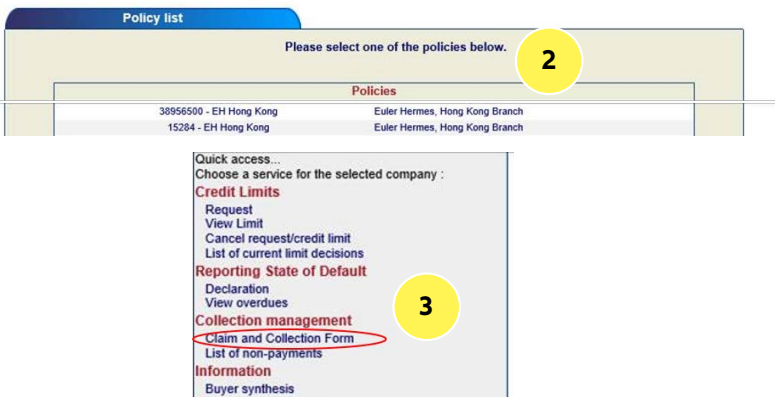 Policy list
Please select one of the policies below.
2
Policies
38956500 - EH Hong Kong Euler Hermes, Hong Kong Branch
15284 - EH Hong Kong Euler Hermes, Hong Kong Branch
Quick access...
Choose a service for the selected company :
Credit Limits
Request
View Limit
Cancel request/credit limit
List of current limit decisions
Reporting State of Default
Declaration
View overdues
3
Collection management
Claim and Collection Form
List of non-payments
Information
Buyer synthesis